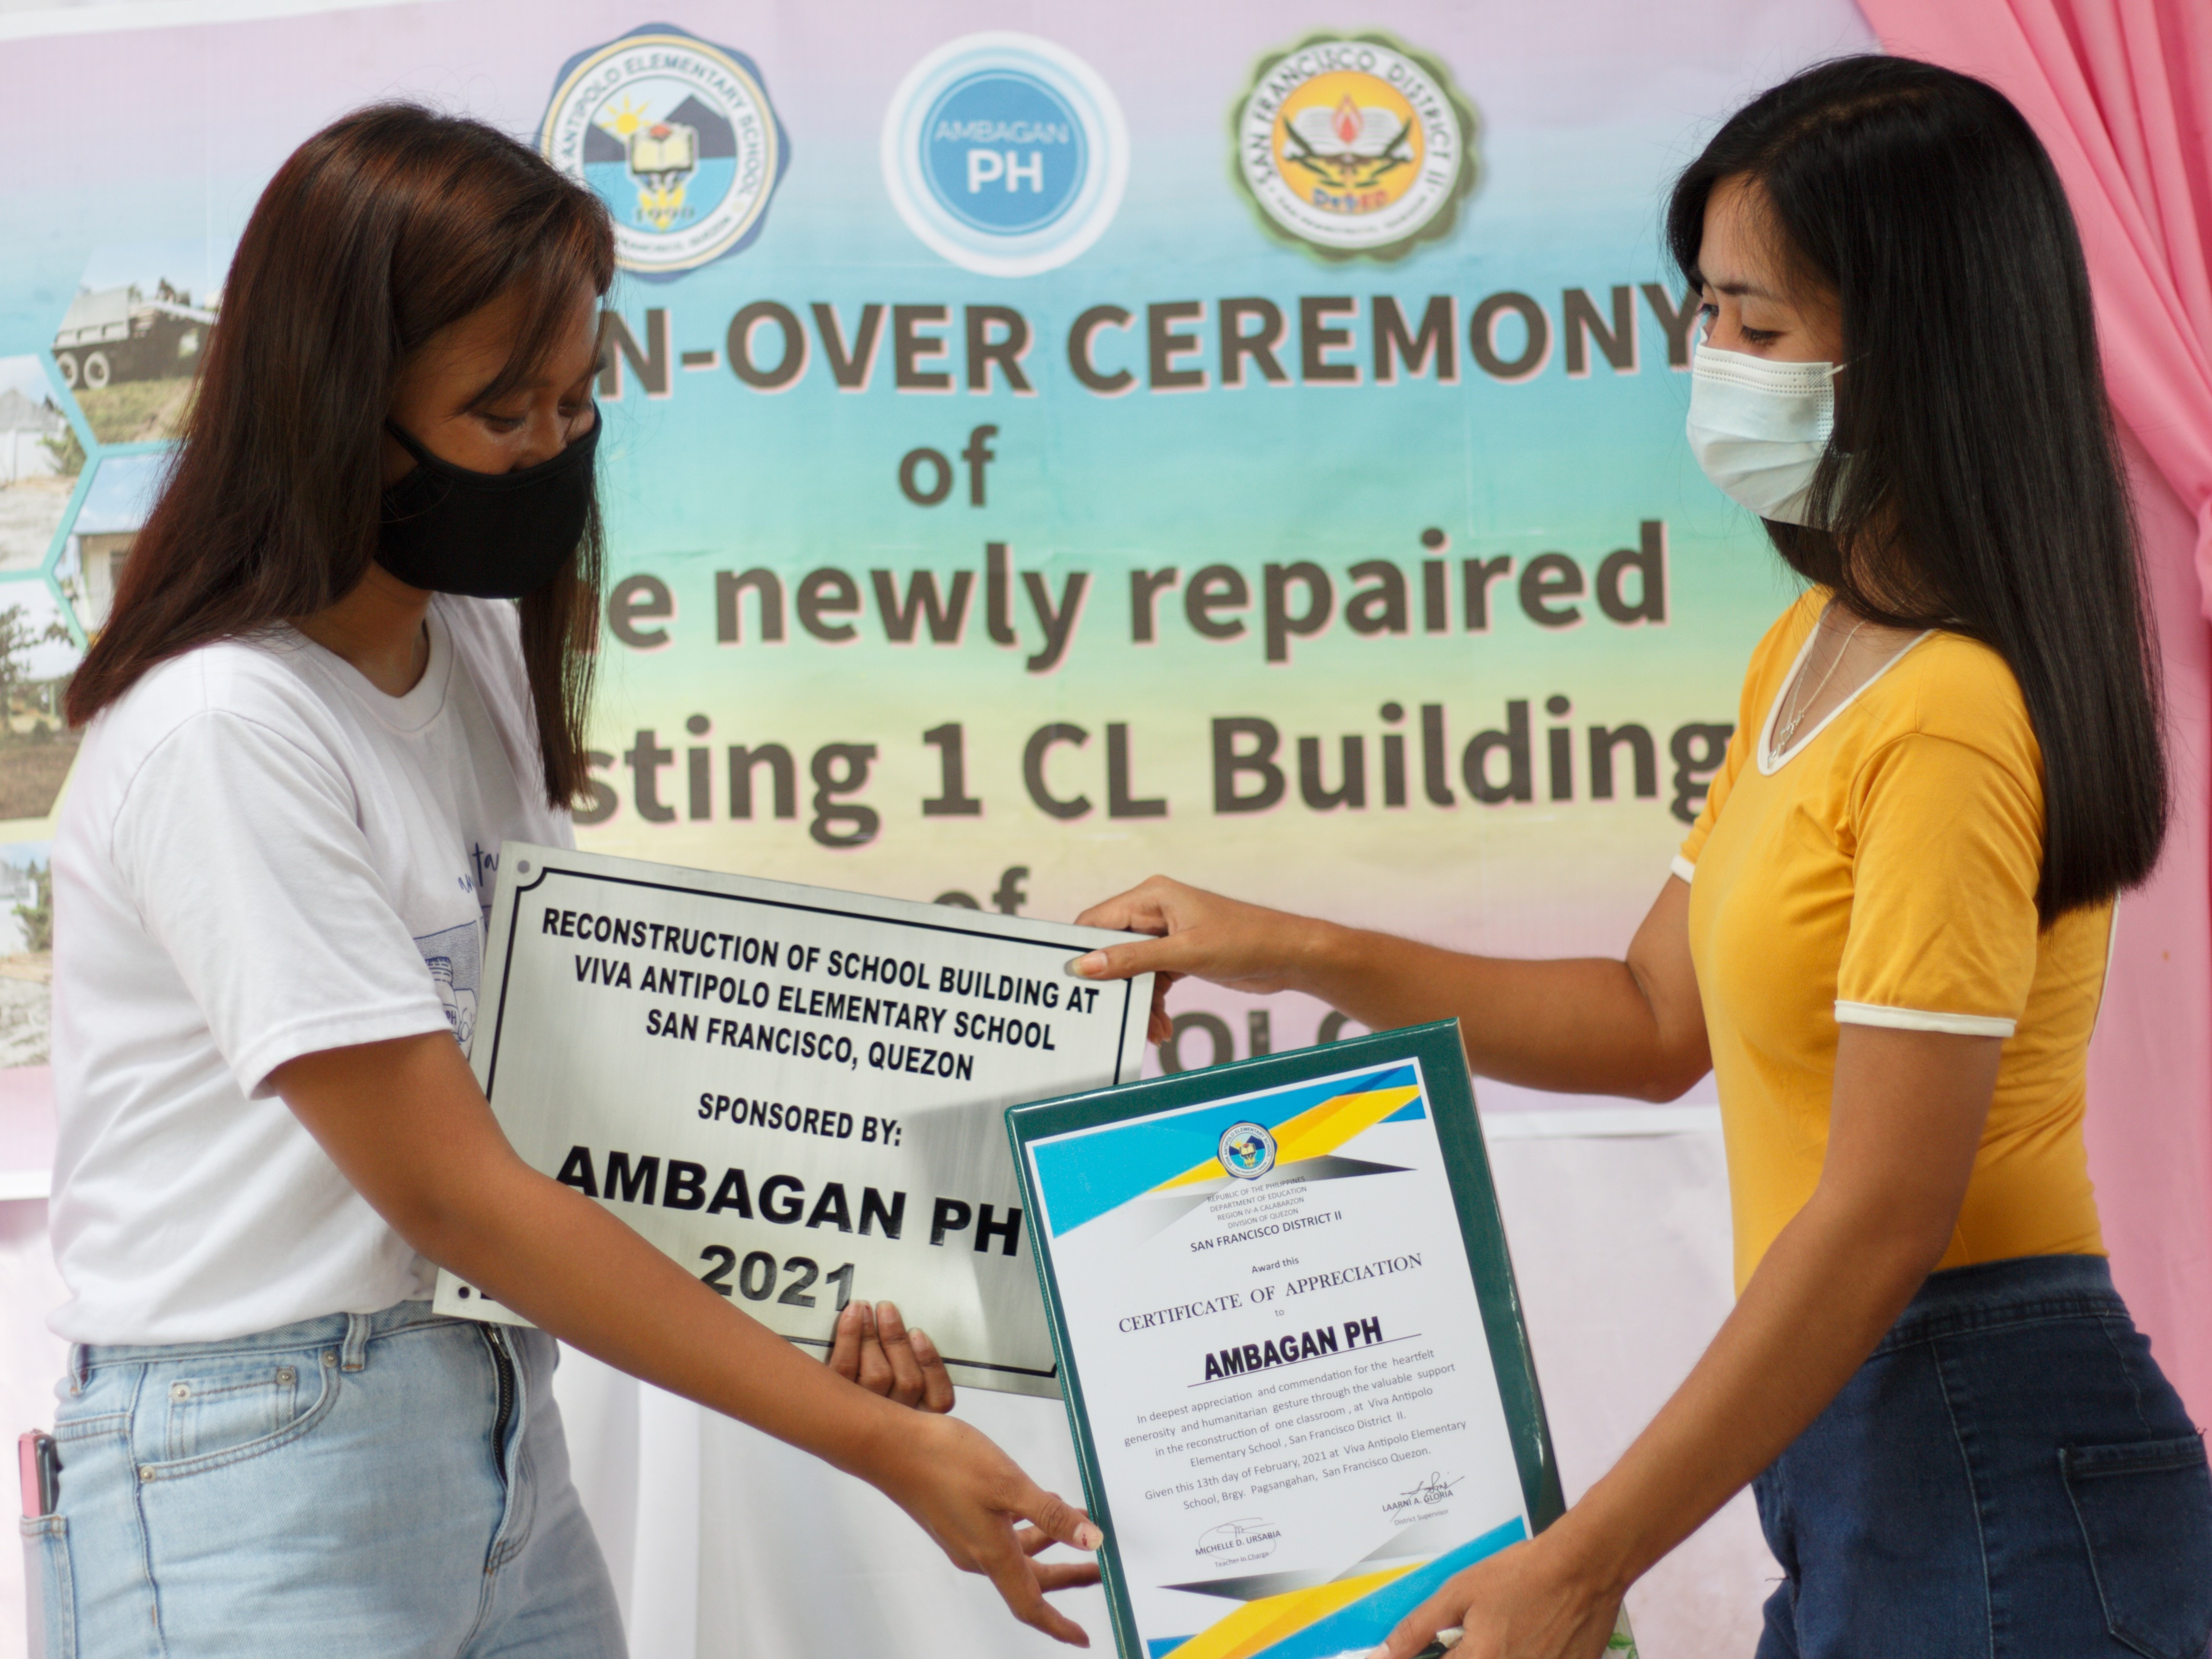 ANTIPOLO ELEMENTARY SCHOOL
1998
AMBAGAN
PH
SAN FRANCISCO DISTRICT II
DepED
SAN FRANCISCO, QUEZON
N-OVER CEREMONY
of
e newly repaired
sting 1 CL Building
of
RECONSTRUCTION OF SCHOOL BUILDING AT
VIVA ANTIPOLO ELEMENTARY SCHOOL
SAN FRANCISCO, QUEZON
SPONSORED BY:
AMBAGAN PH
2021
REPUBLIC OF THE PHILIPPINES
DEPARTMENT OF EDUCATION
REGION IV-A CALABARZON
DIVISION OF QUEZON
SAN FRANCISCO DISTRICT II
Award this
CERTIFICATE OF APPRECIATION
to
AMBAGAN PH
In deepest appreciation and commendation for the heartfelt
generosity and humanitarian gesture through the valuable support
in the reconstruction of one classroom , at Viva Antipolo
Elementary School , San Francisco District II.
Given this 13th day of February, 2021 at Viva Antipolo Elementary
School, Brgy. Pagsangahan, San Francisco Quezon.
LAARNI A. GLORIA
District Supervisor
MICHELLE D. URSABIA
Teacher-In-Charge